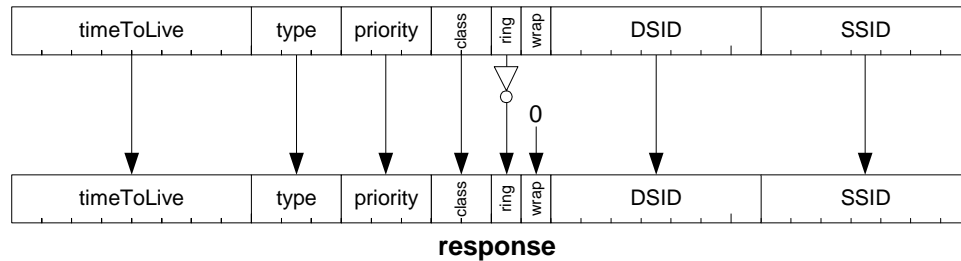 timeToLive type priority class ring wrap DSID SSID
0
timeToLive type priority class ring wrap DSID SSID
response